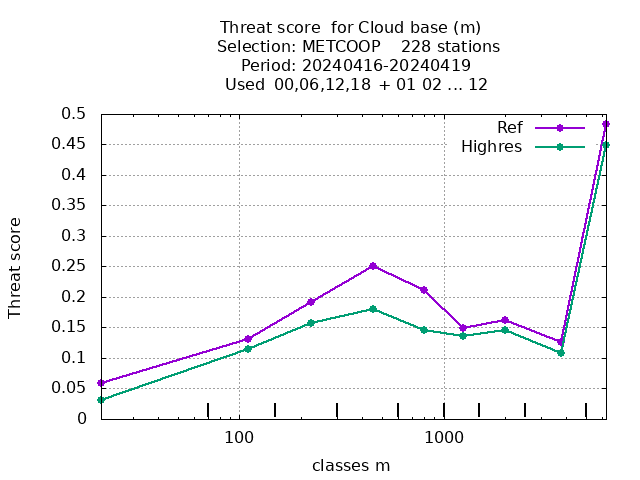 Threat score  for Cloud base (m)
Selection: METCOOP    228 stations
Period: 20240416-20240419
Used  00,06,12,18 + 01 02 ... 12
Ref
Highres
0.5
0.45
0.4
0.35
0.3
0.25
0.2
0.15
0.1
0.05
0
Threat score
100
1000
classes m